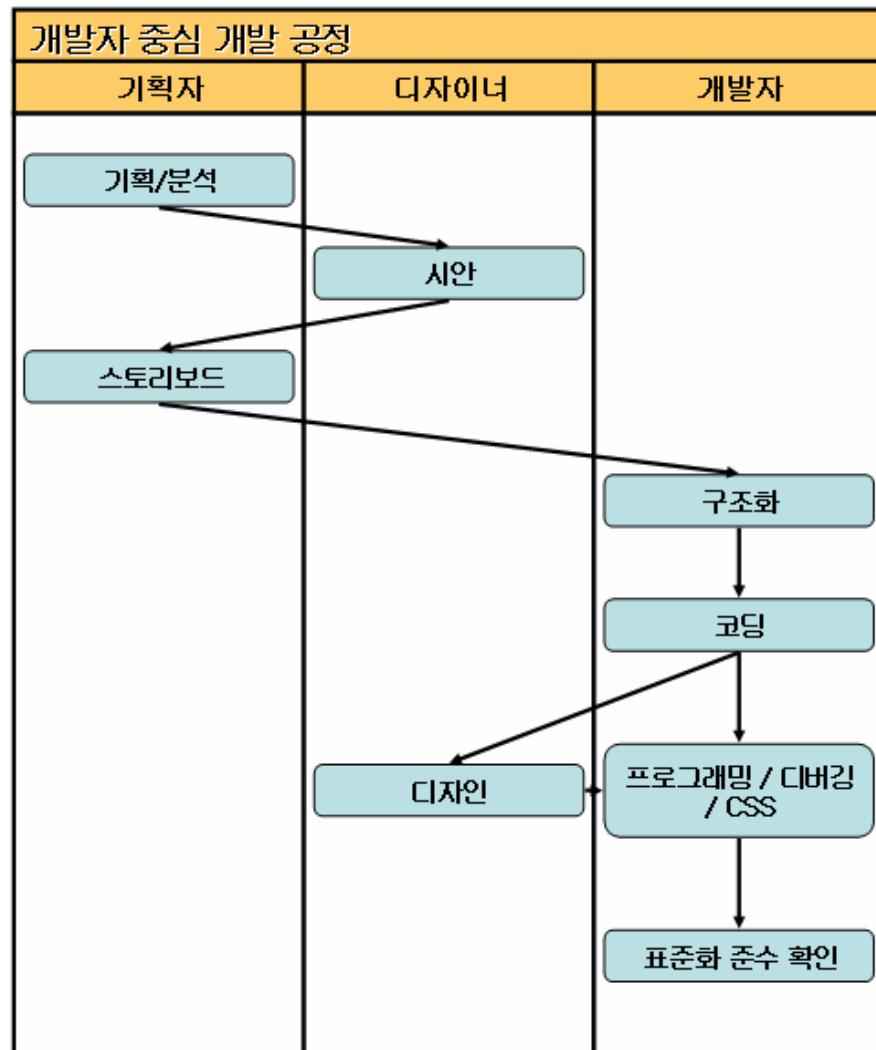 개발자 중심 개발 공정
기획자
디자이너
개발자
기획/분석
시안
스토리보드
구조화
코딩
디자인
프로그래밍 / 디버깅
/ CSS
표준화 준수 확인